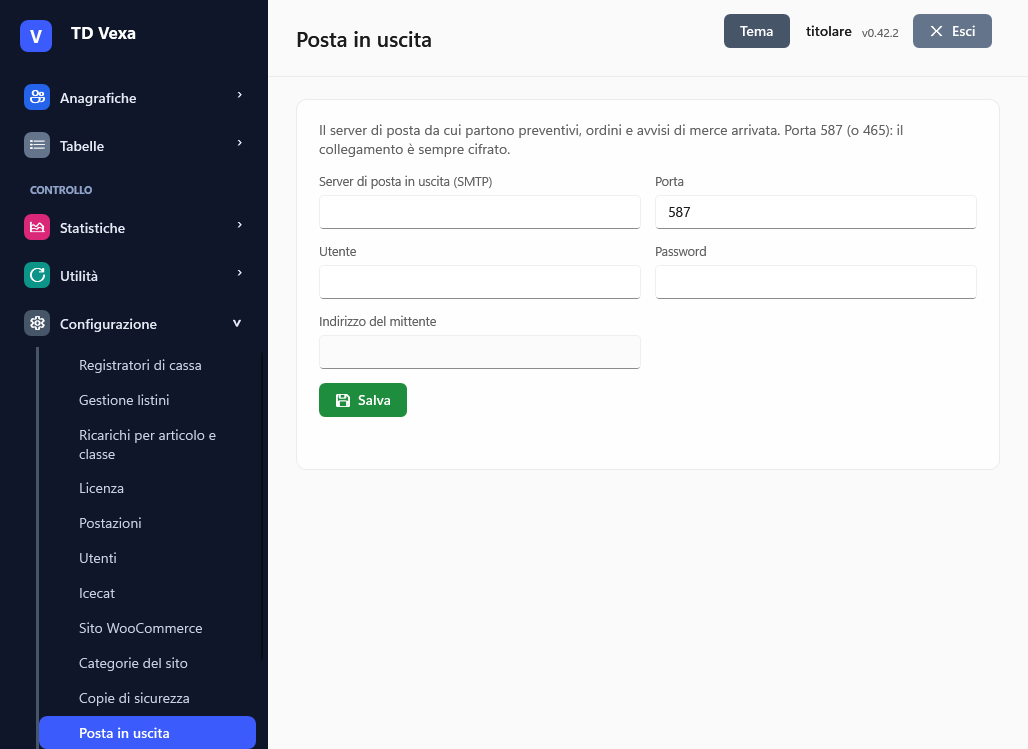 V
TD Vexa
Anagrafiche
Tabelle
CONTROLLO
Statistiche
Utilità
Configurazione
Registratori di cassa
Gestione listini
Ricarichi per articolo e
classe
Licenza
Postazioni
Utenti
Icecat
Sito WooCommerce
Categorie del sito
Copie di sicurezza
Posta in uscita
Posta in uscita
Tema
titolare v0.42.2
Esci
Il server di posta da cui partono preventivi, ordini e avvisi di merce arrivata. Porta 587 (o 465): il
collegamento è sempre cifrato.
Server di posta in uscita (SMTP)
Porta
587
Utente
Password
Indirizzo del mittente
Salva